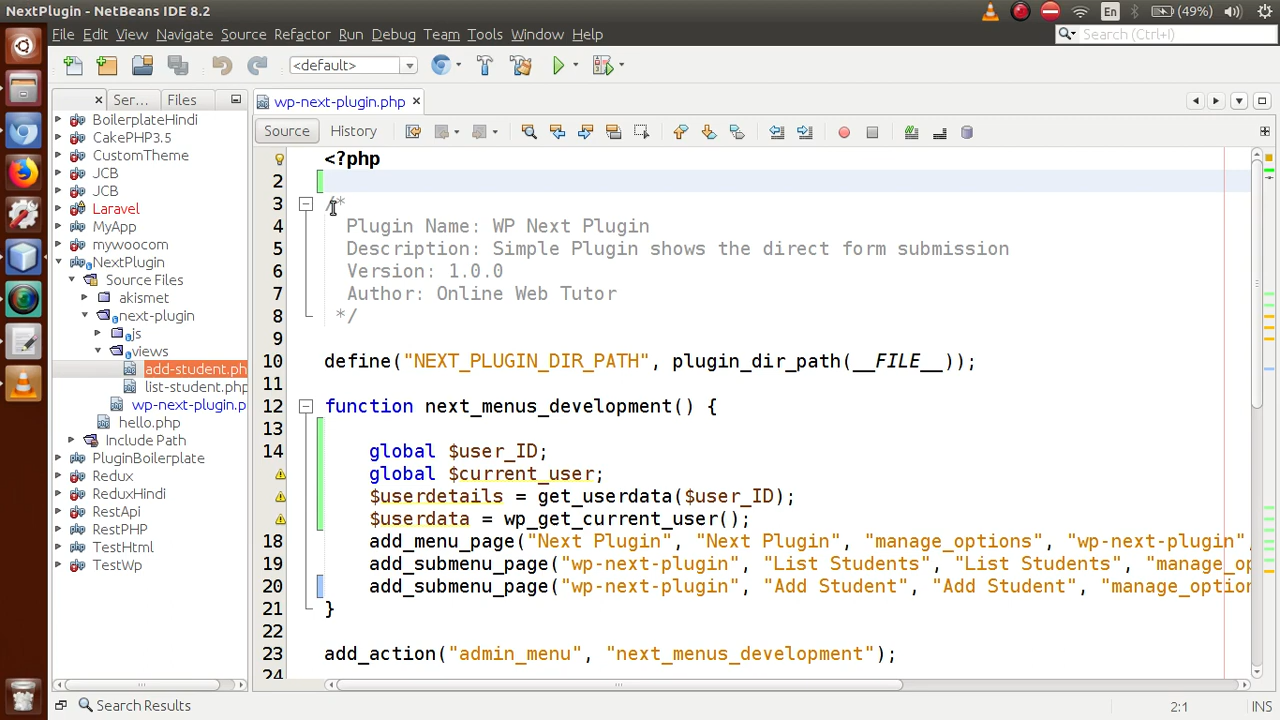 NextPlugin - NetBeans IDE 8.2
En
(49%)
File Edit View Navigate Source Refactor Run Debug Team Tools Window Help
Search (Ctrl+I)
<default>
Ser...
Files
wp-next-plugin.php
Source
History
BoilerplateHindi
CakePHP3.5
CustomTheme
JCB
JCB
Laravel
MyApp
mywoocom
NextPlugin
Source Files
akismet
next-plugin
js
views
add-student.ph
list-student.php
wp-next-plugin.p
hello.php
Include Path
PluginBoilerplate
Redux
ReduxHindi
RestApi
RestPHP
TestHtml
TestWp
<?php
2
3 /*
4 Plugin Name: WP Next Plugin
5 Description: Simple Plugin shows the direct form submission
6 Version: 1.0.0
7 Author: Online Web Tutor
8 */
9
10 define("NEXT_PLUGIN_DIR_PATH", plugin_dir_path(__FILE__));
11
12 function next_menus_development() {
13
14 global $user_ID;
global $current_user;
$userdetails = get_userdata($user_ID);
$userdata = wp_get_current_user();
18 add_menu_page("Next Plugin", "Next Plugin", "manage_options", "wp-next-plugin",
19 add_submenu_page("wp-next-plugin", "List Students", "List Students", "manage_op
20 add_submenu_page("wp-next-plugin", "Add Student", "Add Student", "manage_option
21 }
22
23 add_action("admin_menu", "next_menus_development");
24
Search Results
2:1
INS